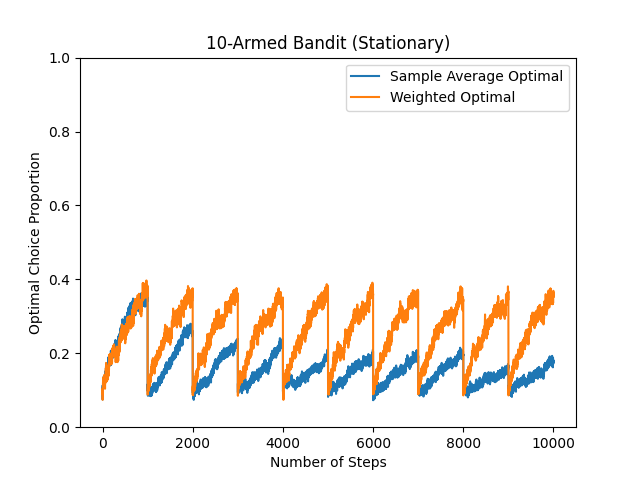 10-Armed Bandit (Stationary)
Sample Average Optimal
Weighted Optimal
Optimal Choice Proportion
1.0
0.8
0.6
0.4
0.2
0.0
0 2000 4000 6000 8000 10000
Number of Steps